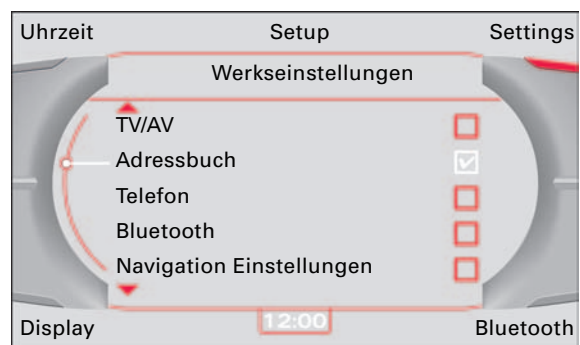 Uhrzeit Setup Settings
Werkseinstellungen
TV/AV
Adressbuch
Telefon
Bluetooth
Navigation Einstellungen
Display 12:00 Bluetooth